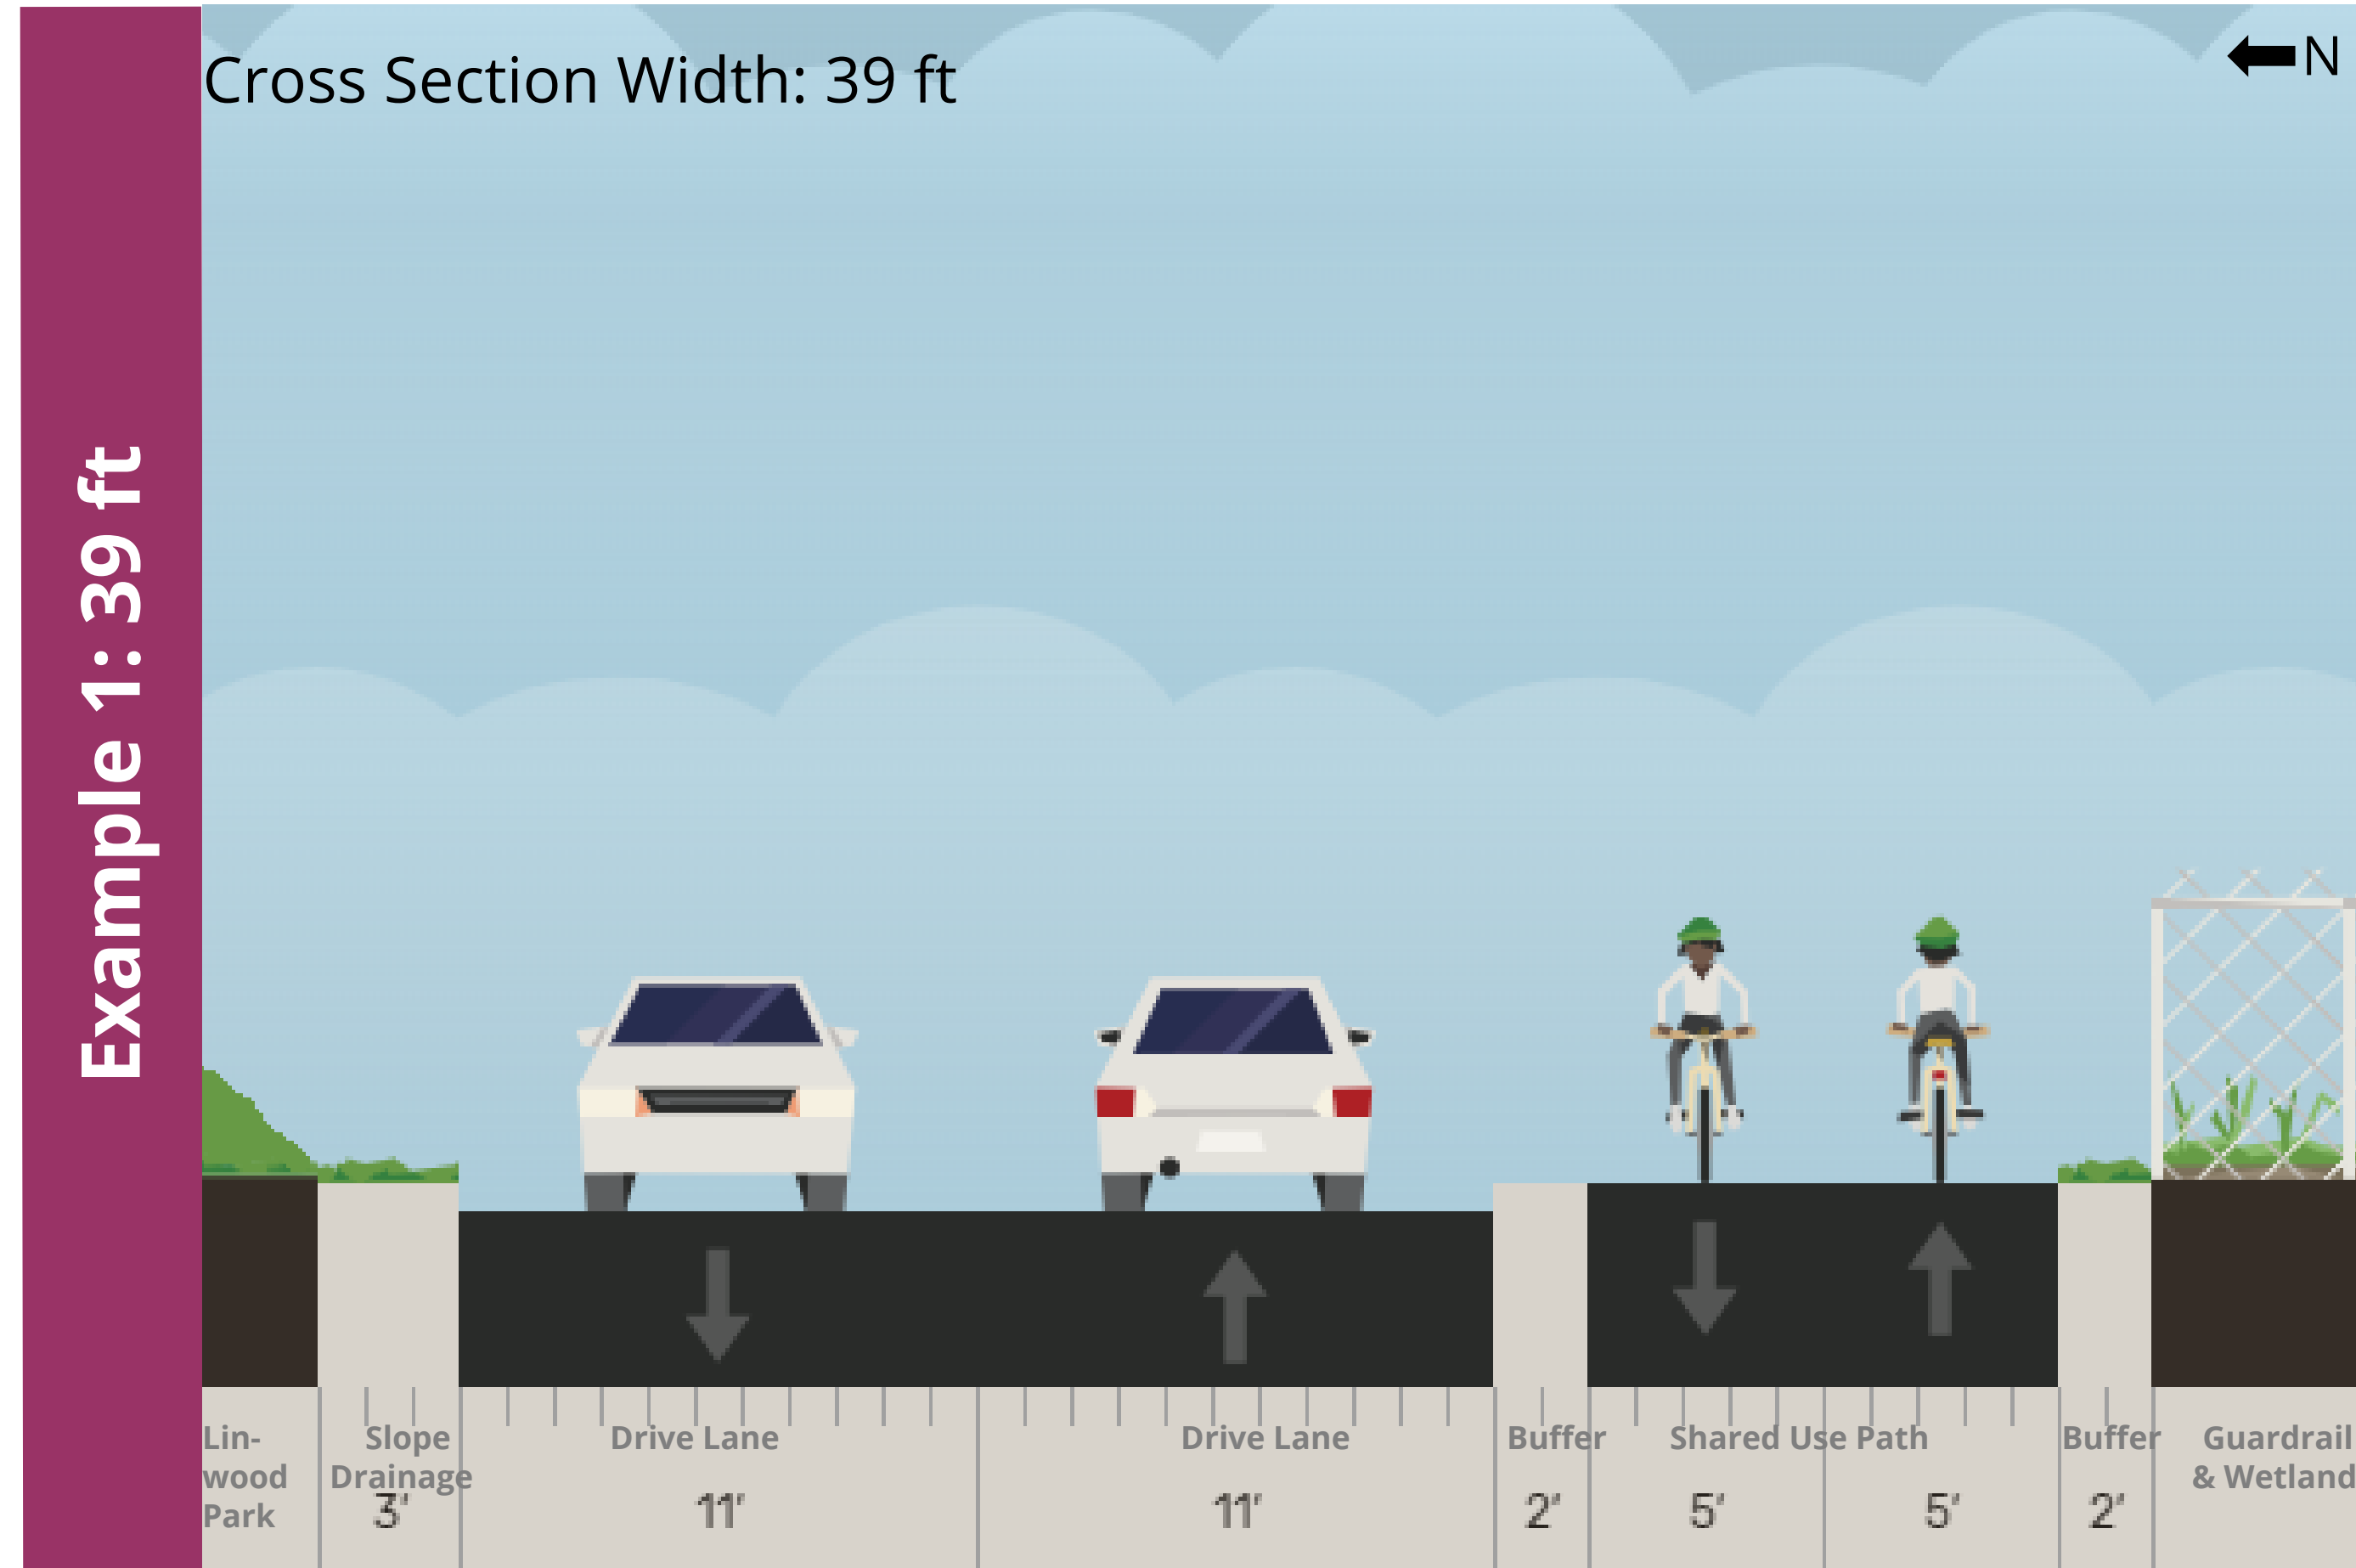 Example 1: 39 ft
Cross Section Width: 39 ft
N
Lin-
wood
Park
Slope
Drainage
3'
Drive Lane
11'
Drive Lane
11'
Buffer
2'
Shared Use Path
5'
5'
Buffer
2'
Guardrail
& Wetland